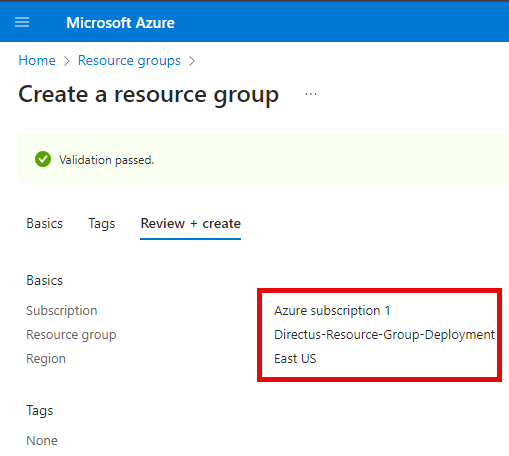 Microsoft Azure
Home > Resource groups >
Create a resource group ...
Validation passed.
Basics Tags Review + create
Basics
Subscription Azure subscription 1
Resource group Directus-Resource-Group-Deployment
Region East US
Tags
None